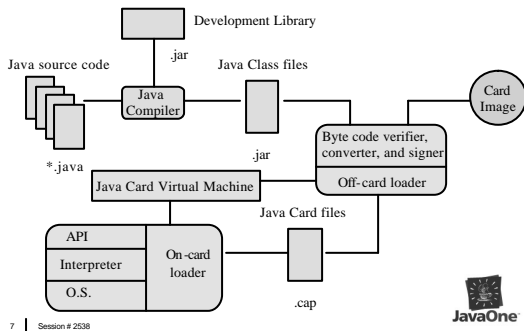 Development Library
.jar
Java source code
Java Class files
Java
Compiler
Card
Image
*.java
.jar
Byte code verifier,
converter, and signer
Off-card loader
Java Card Virtual Machine
Java Card files
API
Interpreter
O.S.
On-card
loader
.cap
7 | Session # 2538
JavaOne